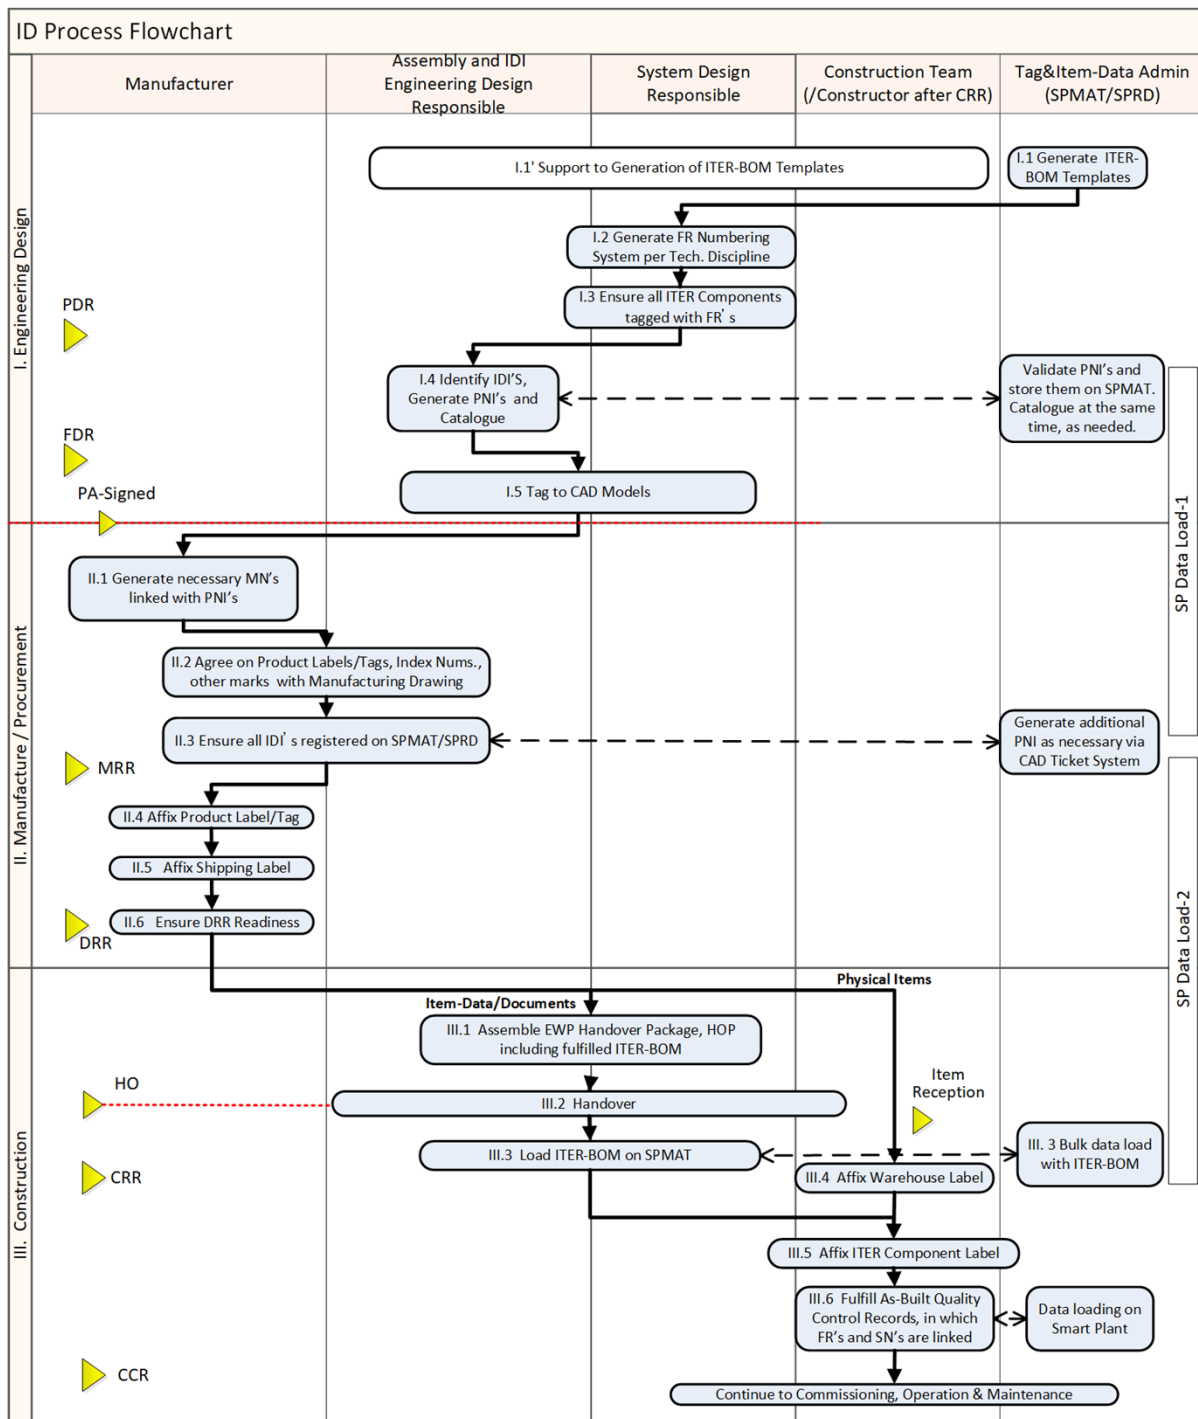 ID Process Flowchart
Manufacturer
Assembly and IDI
Engineering Design
Responsible
System Design
Responsible
Construction Team
(/Constructor after CRR)
Tag&Item-Data Admin
(SPMAT/SPRD)
I. Engineering Design
I.1' Support to Generation of ITER-BOM Templates
I.1 Generate ITER-
BOM Templates
I.2 Generate FR Numbering
System per Tech. Discipline
I.3 Ensure all ITER Components
tagged with FR's
PDR
I.4 Identify IDI'S,
Generate PNI's and
Catalogue
Validate PNI's and
store them on SPMAT.
Catalogue at the same
time, as needed.
FDR
I.5 Tag to CAD Models
PA-Signed
SP Data Load-1
II. Manufacture / Procurement
II.1 Generate necessary MN's
linked with PNI's
II.2 Agree on Product Labels/Tags, Index Nums.,
other marks with Manufacturing Drawing
II.3 Ensure all IDI's registered on SPMAT/SPRD
Generate additional
PNI as necessary via
CAD Ticket System
MRR
II.4 Affix Product Label/Tag
II.5 Affix Shipping Label
II.6 Ensure DRR Readiness
DRR
SP Data Load-2
III. Construction
Physical Items
Item-Data/Documents
III.1 Assemble EWP Handover Package, HOP
including fulfilled ITER-BOM
HO
Item
Reception
III.2 Handover
III.3 Load ITER-BOM on SPMAT
III. 3 Bulk data load
with ITER-BOM
CRR
III.4 Affix Warehouse Label
III.5 Affix ITER Component Label
III.6 Fulfill As-Built Quality
Control Records, in which
FR's and SN's are linked
Data loading on
Smart Plant
CCR
Continue to Commissioning, Operation & Maintenance